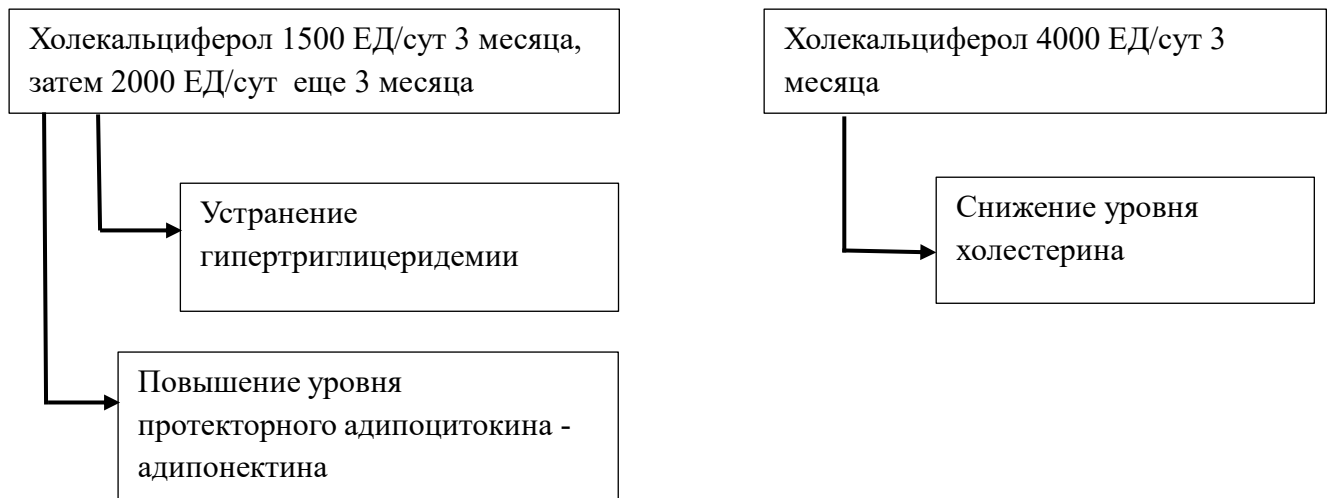 Холекальциферол 1500 ЕД/сут 3 месяца,
затем 2000 ЕД/сут еще 3 месяца
Холекальциферол 4000 ЕД/сут 3
месяца
Устранение
гипертриглицеридемии
Снижение уровня
холестерина
Повышение уровня
протекторного адипоцитокина -
адипонектина